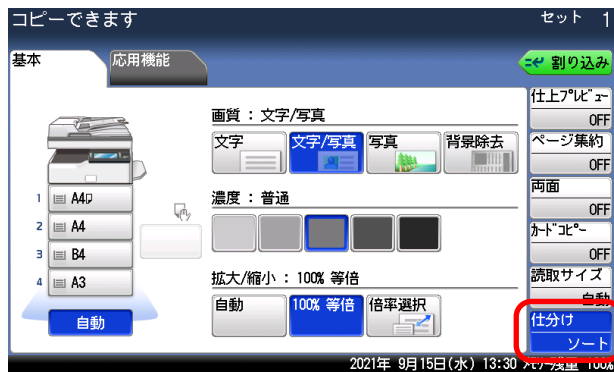 コピーできます
セット 1
基本
応用機能
割り込み
仕上プレビュー
OFF
画質：文字/写真
ページ集約
OFF
文字
文字/写真
写真
背景除去
両面
OFF
1 A4
濃度：普通
2 A4
カードコピー
OFF
3 B4
4 A3
拡大/縮小：100% 等倍
読取サイズ
自動
自動
100% 等倍
倍率選択
自動
仕分け
ソート
2021年 9月15日(水) 13:30 メモリ残量 100%